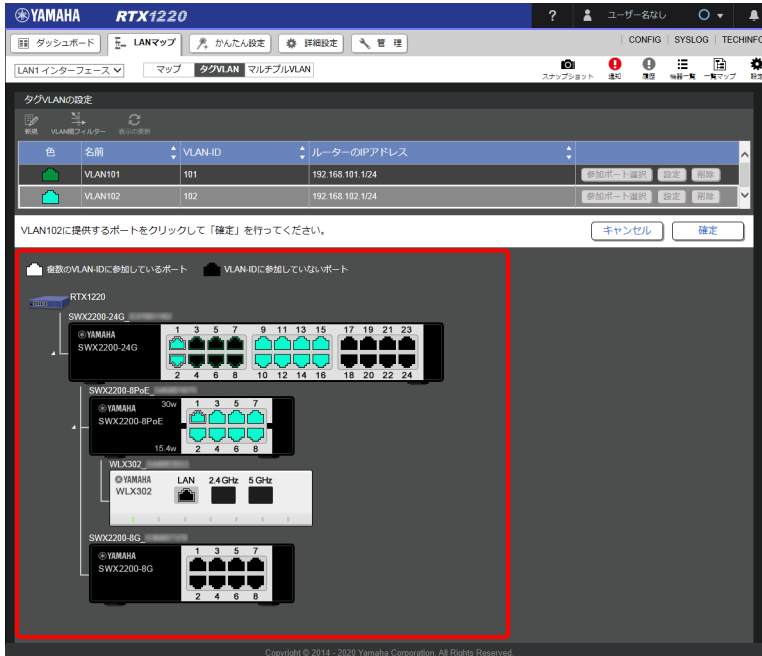 YAMAHA RTX1220 ? ユーザー名なし
ダッシュボード LANマップ かんたん設定 詳細設定 管 理 CONFIG SYSLOG TECHINFO
LAN1 インターフェース マップ タグVLAN マルチプルVLAN スナップショット 通知 履歴 機器一覧 一覧マップ 設定
タグVLANの設定
新規 VLAN間フィルター 表示の更新
色 名前 VLAN-ID ルーターのIPアドレス
VLAN101 101 192.168.101.1/24 参加ポート選択 設定 削除
VLAN102 102 192.168.102.1/24 参加ポート選択 設定 削除
VLAN102に提供するポートをクリックして「確定」を行ってください。 キャンセル 確定
複数のVLAN-IDに参加しているポート VLAN-IDに参加していないポート
RTX1220
SWX2200-24G_
YAMAHA
SWX2200-24G
1 3 5 7 9 11 13 15 17 19 21 23
2 4 6 8 10 12 14 16 18 20 22 24
SWX2200-8PoE_
YAMAHA 30w 1 3 5 7
SWX2200-8PoE
15.4w 2 4 6 8
WLX302_
YAMAHA LAN 2.4 GHz 5 GHz
WLX302
SWX2200-8G_
YAMAHA 1 3 5 7
SWX2200-8G
2 4 6 8
Copyright © 2014 - 2020 Yamaha Corporation. All Rights Reserved.